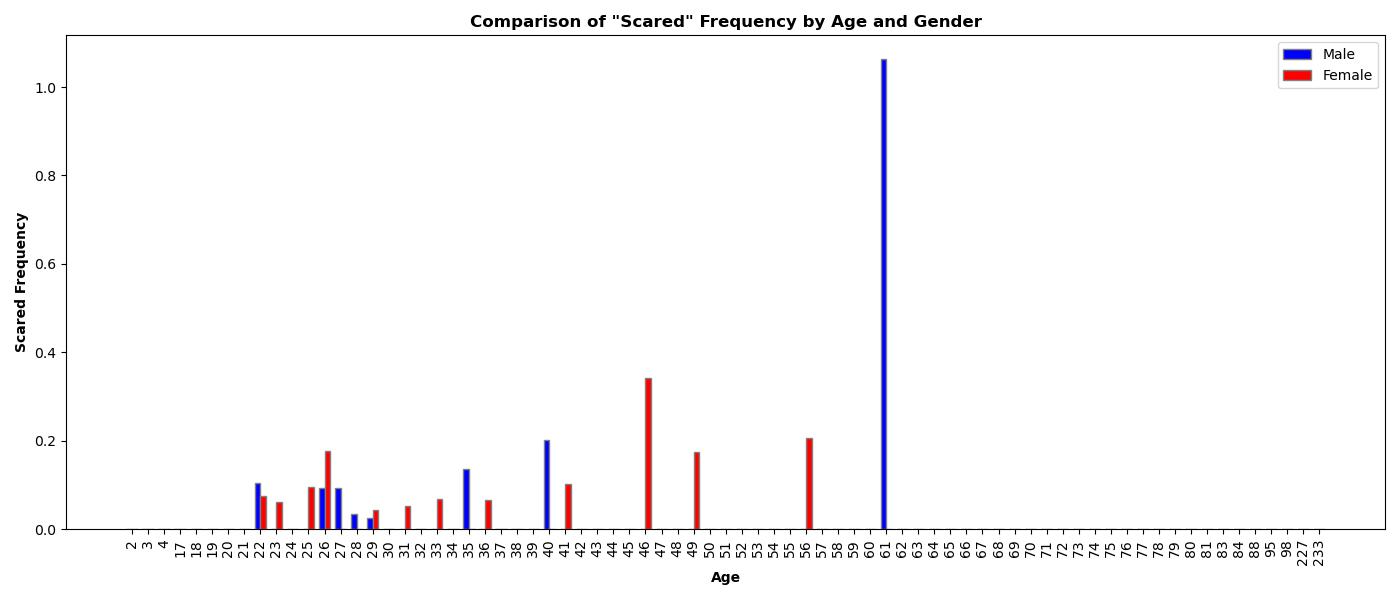 Comparison of "Scared" Frequency by Age and Gender
Male
Female
1.0
0.8
0.6
0.4
0.2
0.0
Scared Frequency
2 3 4 17 18 19 20 21 22 23 24 25 26 27 28 29 30 31 32 33 34 35 36 37 38 39 40 41 42 43 44 45 46 47 48 49 50 51 52 53 54 55 56 57 58 59 60 61 62 63 64 65 66 67 68 69 70 71 72 73 74 75 76 77 78 79 80 81 83 84 88 95 98 227 233
Age